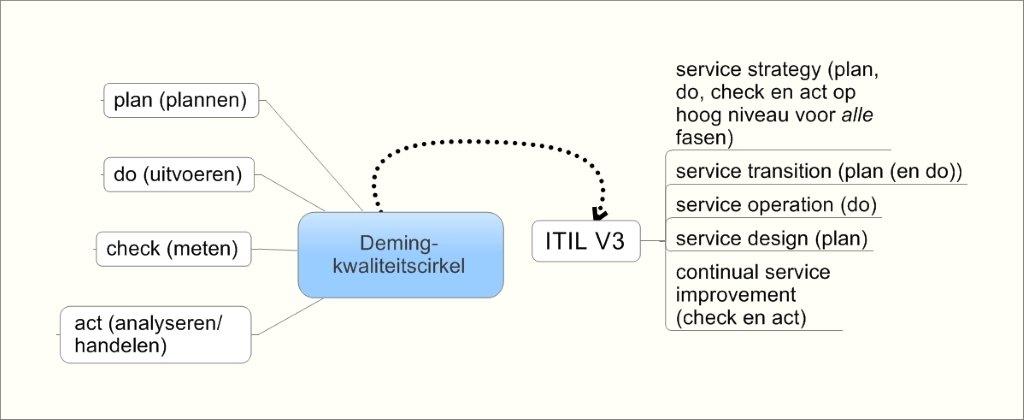 plan (plannen)
do (uitvoeren)
check (meten)
act (analyseren/
handelen)
Deming-
kwaliteitscirkel
ITIL V3
service strategy (plan,
do, check en act op
hoog niveau voor alle
fasen)
service transition (plan (en do))
service operation (do)
service design (plan)
continual service
improvement
(check en act)